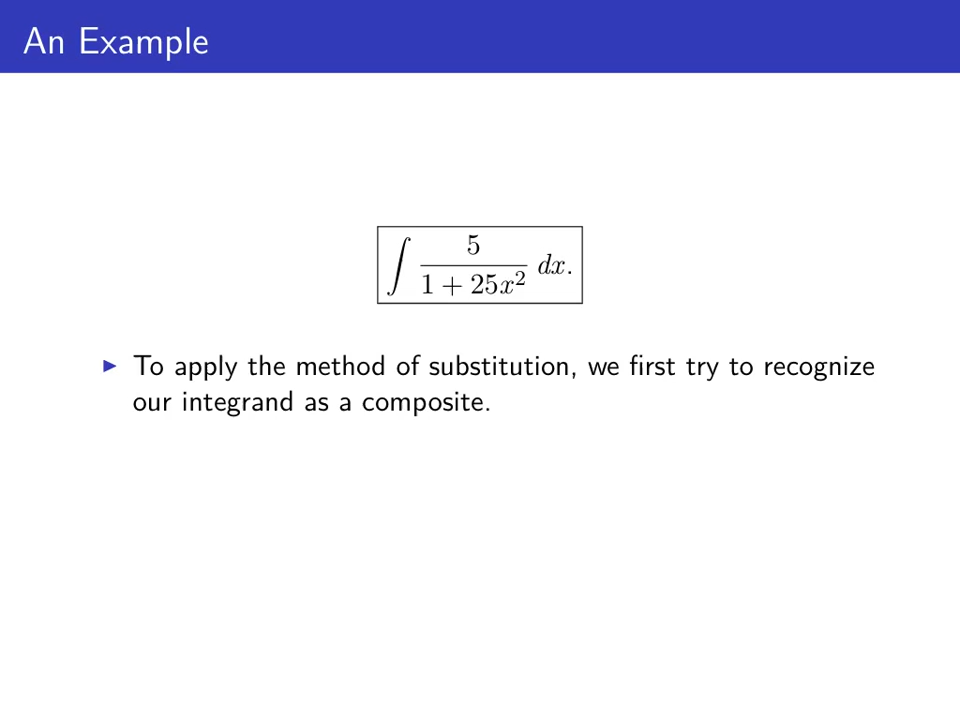 An Example
∫ 5/(1 + 25x²) dx.
▶ To apply the method of substitution, we first try to recognize
our integrand as a composite.